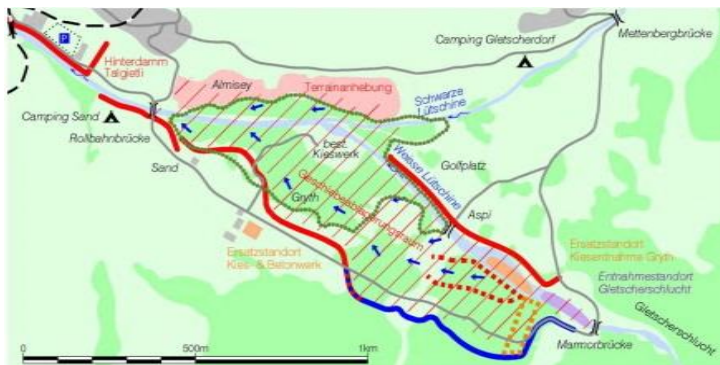 P
Hinterdamm
Talgietli
Camping Gletscherdorf
Mettenbergbrücke
Almisey
Terrainanhebung
Schwarze
Lütschine
Camping Sand
Rollbahnbrücke
best.
Kieswerk
Weisse Lütschine
Golfplatz
Sand
Gryth
Geschiebeablagerungsraum
Aspi
Ersatzstandort
Kies- & Betonwerk
Ersatzstandort
Kiesentnahme Gryth
Entnahmestandort
Gletscherschlucht
Gletscherschlucht
Marmorbrücke
0
500m
1km